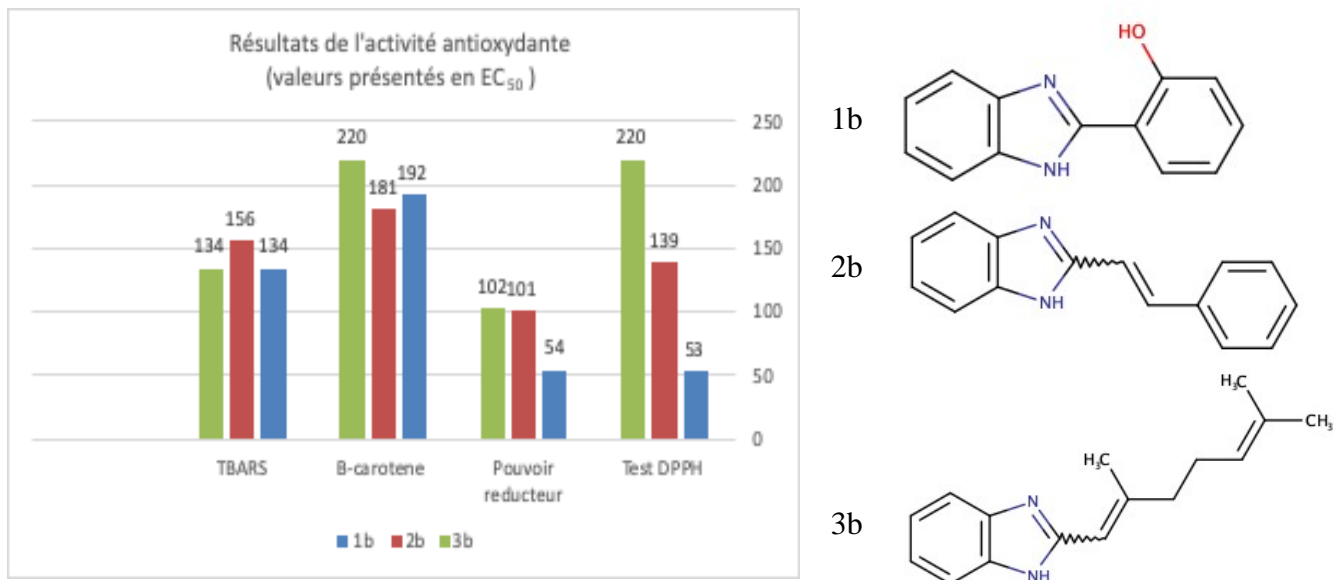 Résultats de l'activité antioxydante
(valeurs présentés en EC50 )
250
200
150
100
50
0
134
156
134
220
181
192
102
101
54
220
139
53
TBARS
B-carotene
Pouvoir
reducteur
Test DPPH
1b
2b
3b
1b
HO
N
NH
2b
N
NH
3b
H3C
CH3
H3C
N
NH